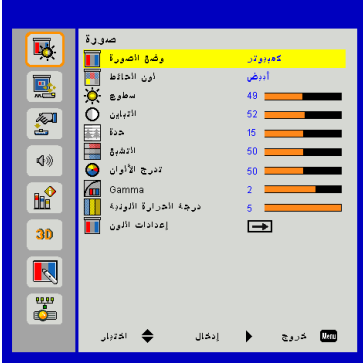 صورة
وضع الصورة كمبيوتر
لون الحائط أبيض
سطوع 49
التباين 52
حدة 15
التشبع 50
تدرج الألوان 50
Gamma 2
درجة الحرارة اللونية 5
إعدادات اللون
3D
اختيار إدخال خروج Menu